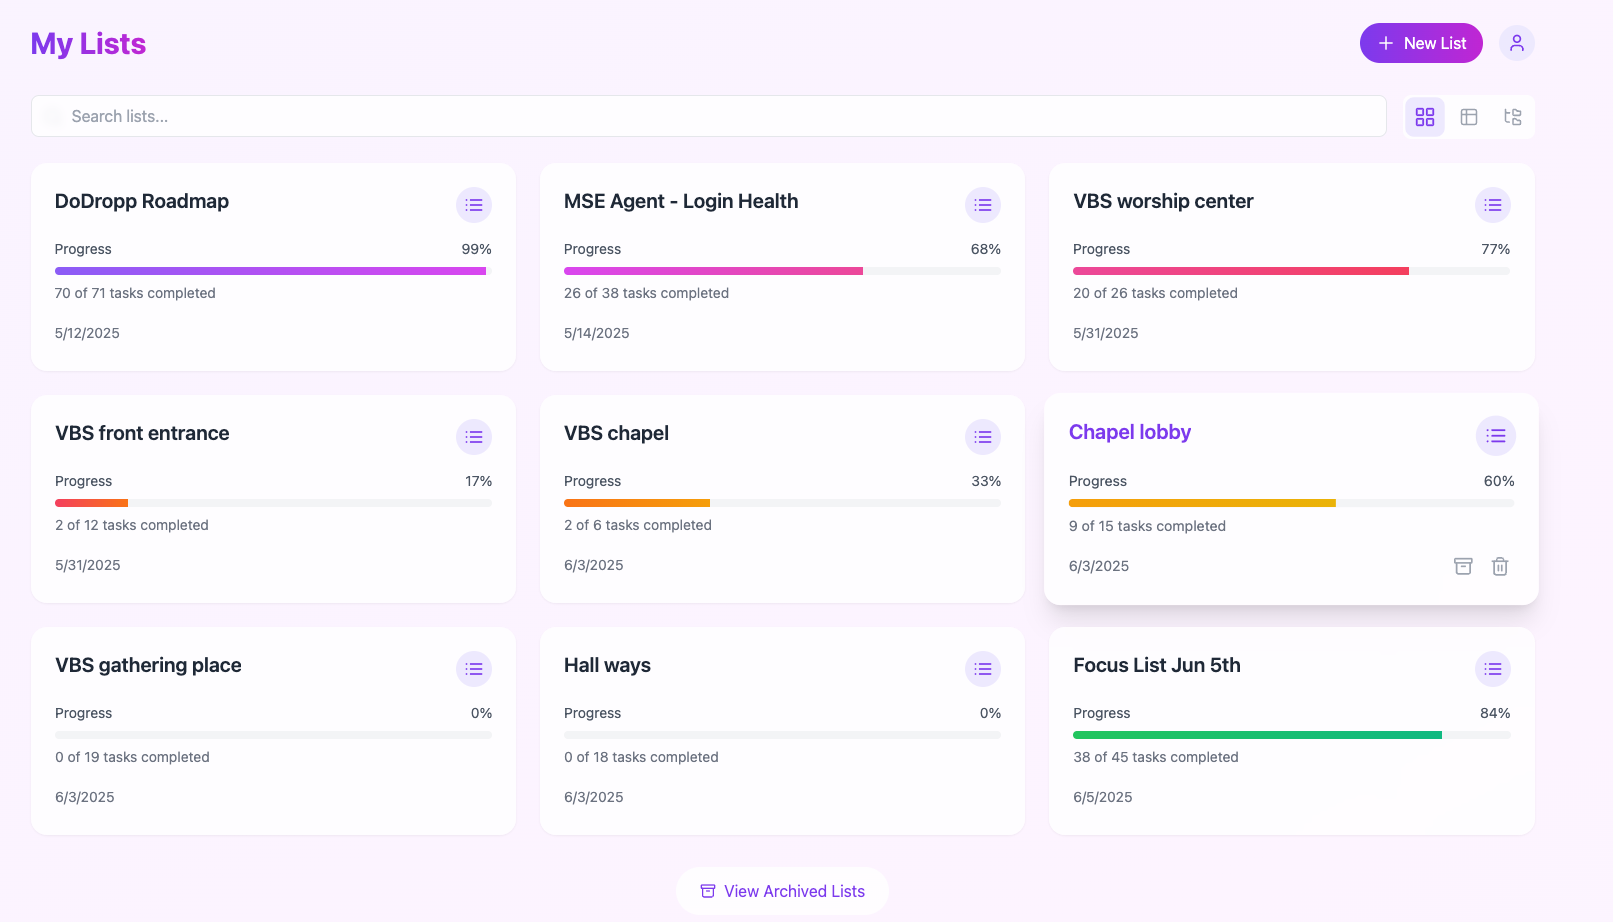 My Lists
New List
Search lists...
DoDropp Roadmap
Progress 99%
70 of 71 tasks completed
5/12/2025
MSE Agent - Login Health
Progress 68%
26 of 38 tasks completed
5/14/2025
VBS worship center
Progress 77%
20 of 26 tasks completed
5/31/2025
VBS front entrance
Progress 17%
2 of 12 tasks completed
5/31/2025
VBS chapel
Progress 33%
2 of 6 tasks completed
6/3/2025
Chapel lobby
Progress 60%
9 of 15 tasks completed
6/3/2025
VBS gathering place
Progress 0%
0 of 19 tasks completed
6/3/2025
Hall ways
Progress 0%
0 of 18 tasks completed
6/3/2025
Focus List Jun 5th
Progress 84%
38 of 45 tasks completed
6/5/2025
View Archived Lists